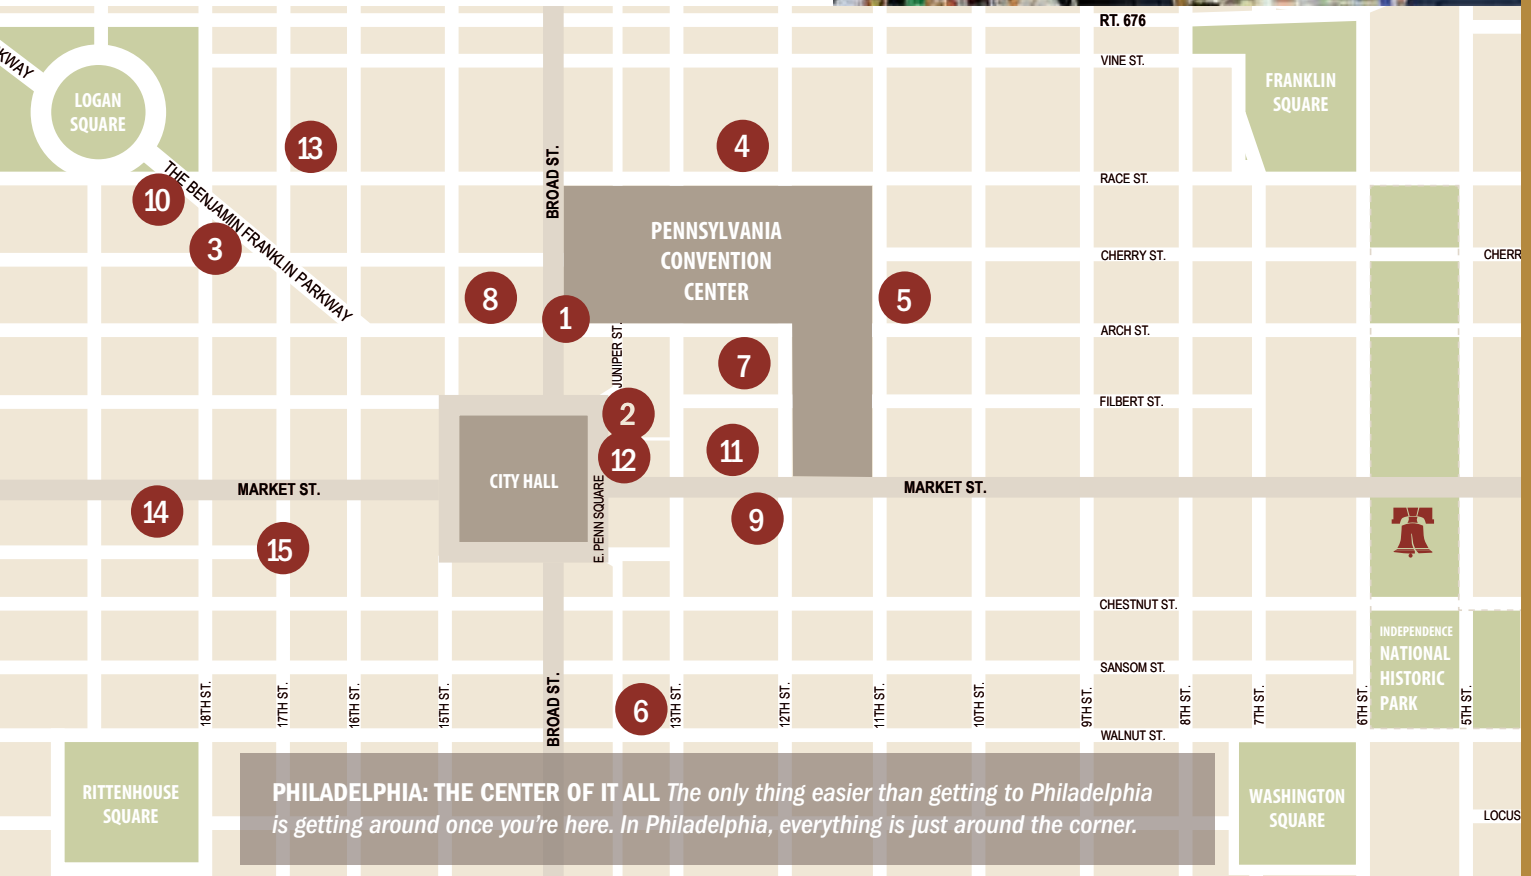 RT. 676
KWAY
VINE ST.
LOGAN
SQUARE
FRANKLIN
SQUARE
13
4
BROAD ST.
THE BENJAMIN FRANKLIN PARKWAY
RACE ST.
10
3
PENNSYLVANIA
CONVENTION
CENTER
CHERRY ST.
CHERR
8
1
5
JUNIPER ST.
ARCH ST.
7
2
FILBERT ST.
12
11
CITY HALL
MARKET ST.
MARKET ST.
E. PENN SQUARE
14
9
15
CHESTNUT ST.
INDEPENDENCE
NATIONAL
HISTORIC
PARK
SANSOM ST.
18TH ST.
17TH ST.
16TH ST.
15TH ST.
BROAD ST.
6
13TH ST.
12TH ST.
11TH ST.
10TH ST.
9TH ST.
8TH ST.
7TH ST.
6TH ST.
5TH ST.
WALNUT ST.
RITTENHOUSE
SQUARE
PHILADELPHIA: THE CENTER OF IT ALL The only thing easier than getting to Philadelphia
is getting around once you're here. In Philadelphia, everything is just around the corner.
WASHINGTON
SQUARE
LOCUS